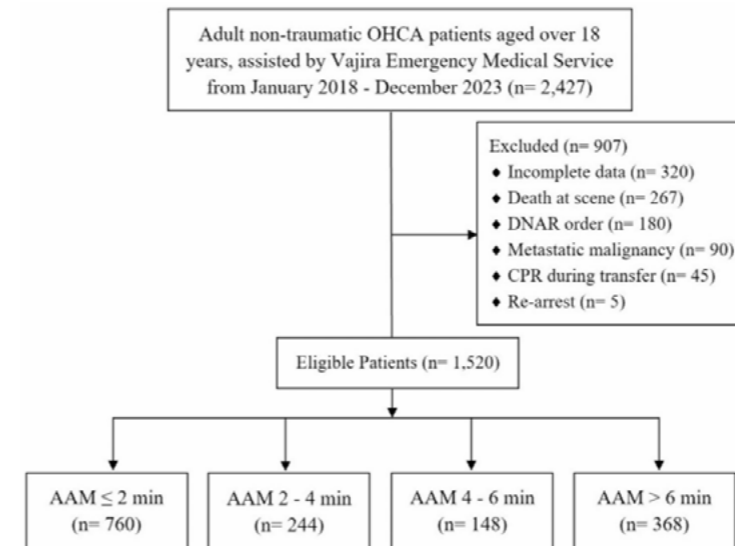 Adult non-traumatic OHCA patients aged over 18
years, assisted by Vajira Emergency Medical Service
from January 2018 - December 2023 (n= 2,427)
Excluded (n= 907)
♦ Incomplete data (n= 320)
♦ Death at scene (n= 267)
♦ DNAR order (n= 180)
♦ Metastatic malignancy (n= 90)
♦ CPR during transfer (n= 45)
♦ Re-arrest (n= 5)
Eligible Patients (n= 1,520)
AAM ≤ 2 min
(n= 760)
AAM 2 - 4 min
(n= 244)
AAM 4 - 6 min
(n= 148)
AAM > 6 min
(n= 368)